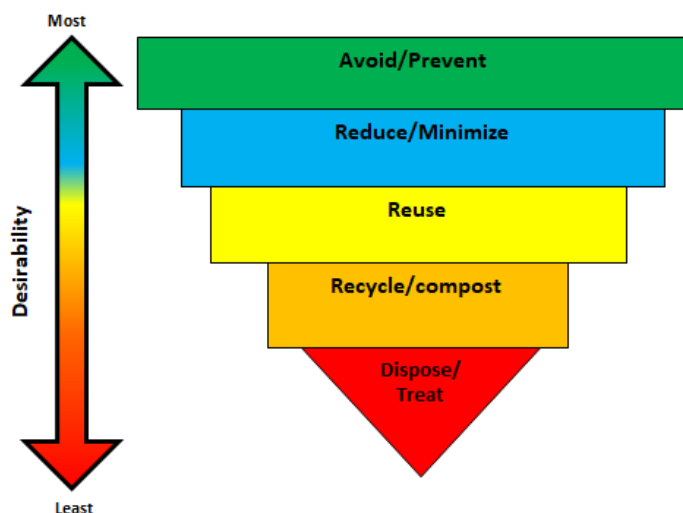 Most
Avoid/Prevent
Reduce/Minimize
Reuse
Desirability
Recycle/compost
Dispose/
Treat
Least